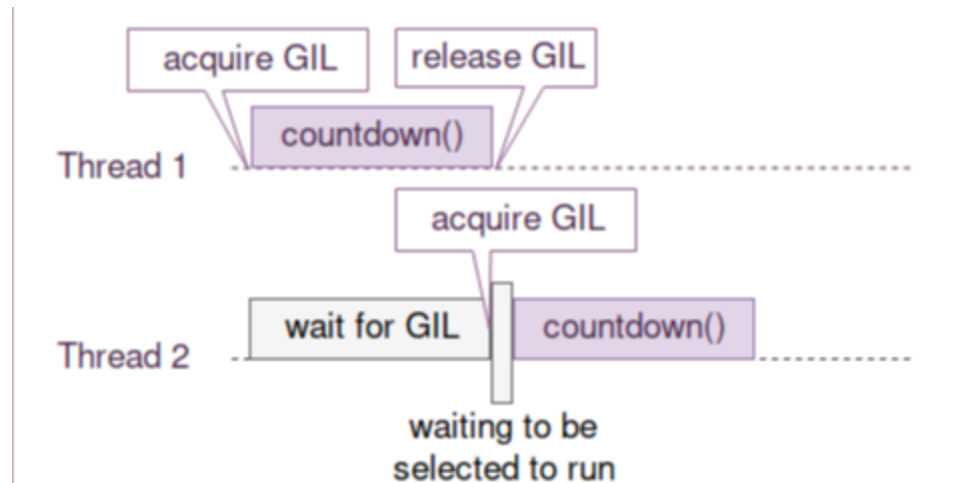 acquire GIL
release GIL
countdown()
Thread 1
acquire GIL
wait for GIL
countdown()
Thread 2
waiting to be
selected to run